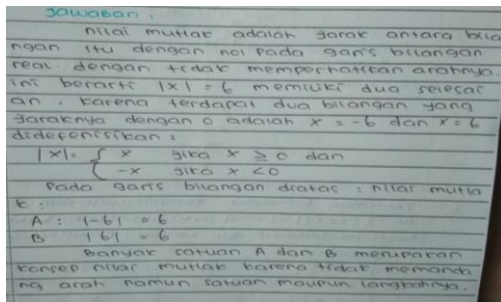 Jawaban :
Nilai mutlak adalah jarak antara bila
ngan itu dengan nol pada garis bilangan
real. dengan tidak memperhatikan arahnya
ini berarti |x| = 6 memiliki dua selesai
an, karena terdapat dua bilangan yang
jaraknya dengan 0 adalah x = -6 dan x = 6
didefenisikan :
|x|= { x jika x ≥ 0 dan
-x jika x < 0
Pada garis bilangan diatas : nilai mutla
k :
A : |-6| = 6
B |6| = 6
Banyak satuan A dan B merupakan
konsep nilai mutlak karena tidak memanda
ng arah namun satuan maupun langkahnya.